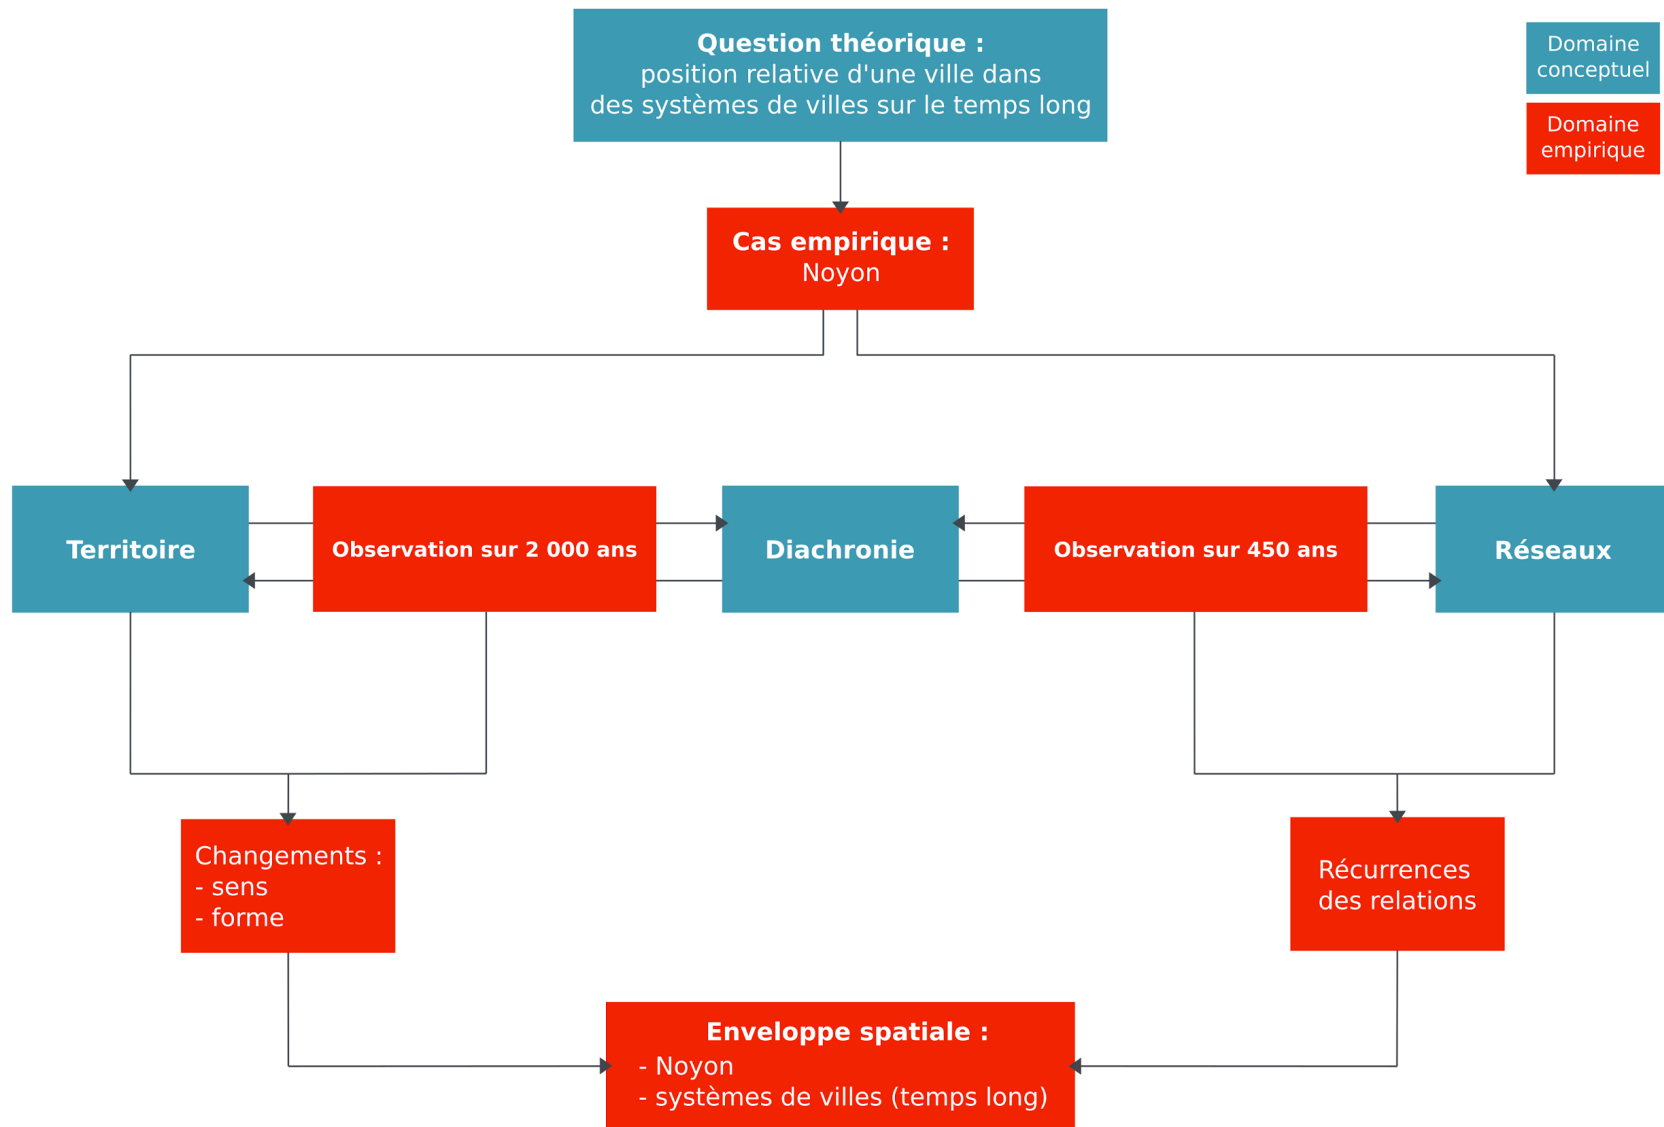 Question théorique :
position relative d'une ville dans
des systèmes de villes sur le temps long
Domaine
conceptuel
Domaine
empirique
Cas empirique :
Noyon
Territoire
Observation sur 2 000 ans
Diachronie
Observation sur 450 ans
Réseaux
Changements :
- sens
- forme
Récurrences
des relations
Enveloppe spatiale :
- Noyon
- systèmes de villes (temps long)